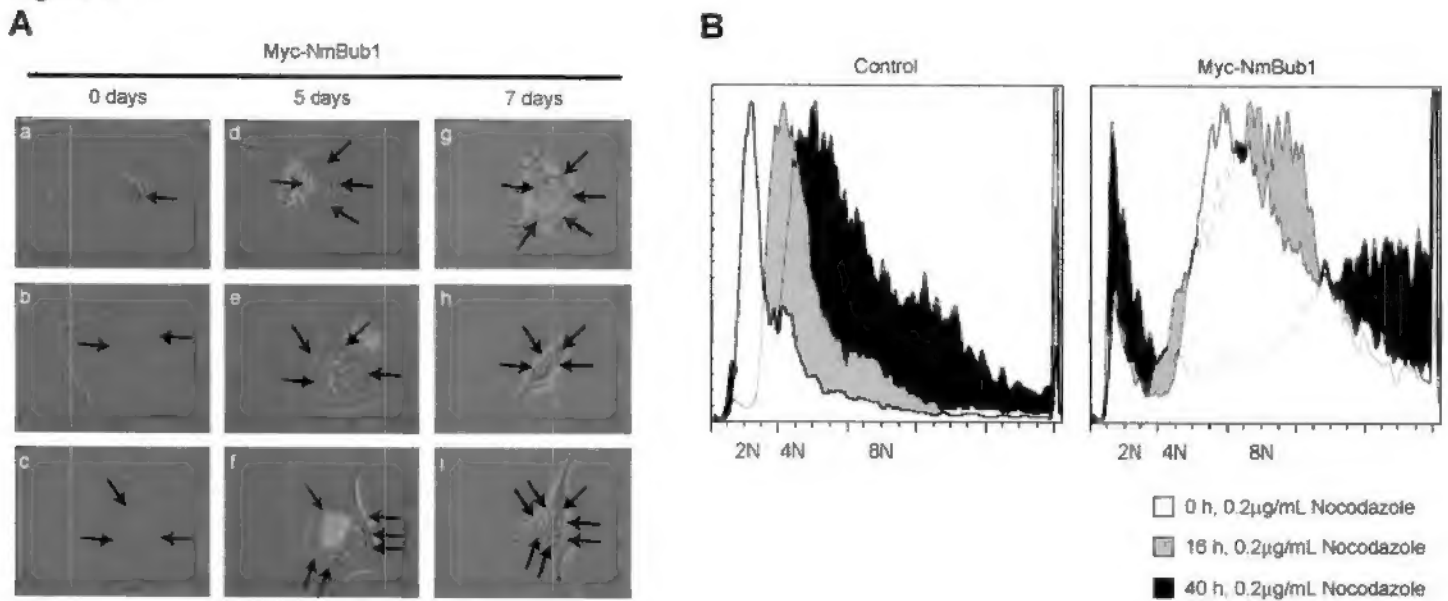 A
Myc-NmBub1
0 days
5 days
7 days
a
d
g
b
e
h
c
f
i
B
Control
Myc-NmBub1
2N 4N 8N
2N 4N 8N
0 h, 0.2µg/mL Nocodazole
16 h, 0.2µg/mL Nocodazole
40 h, 0.2µg/mL Nocodazole